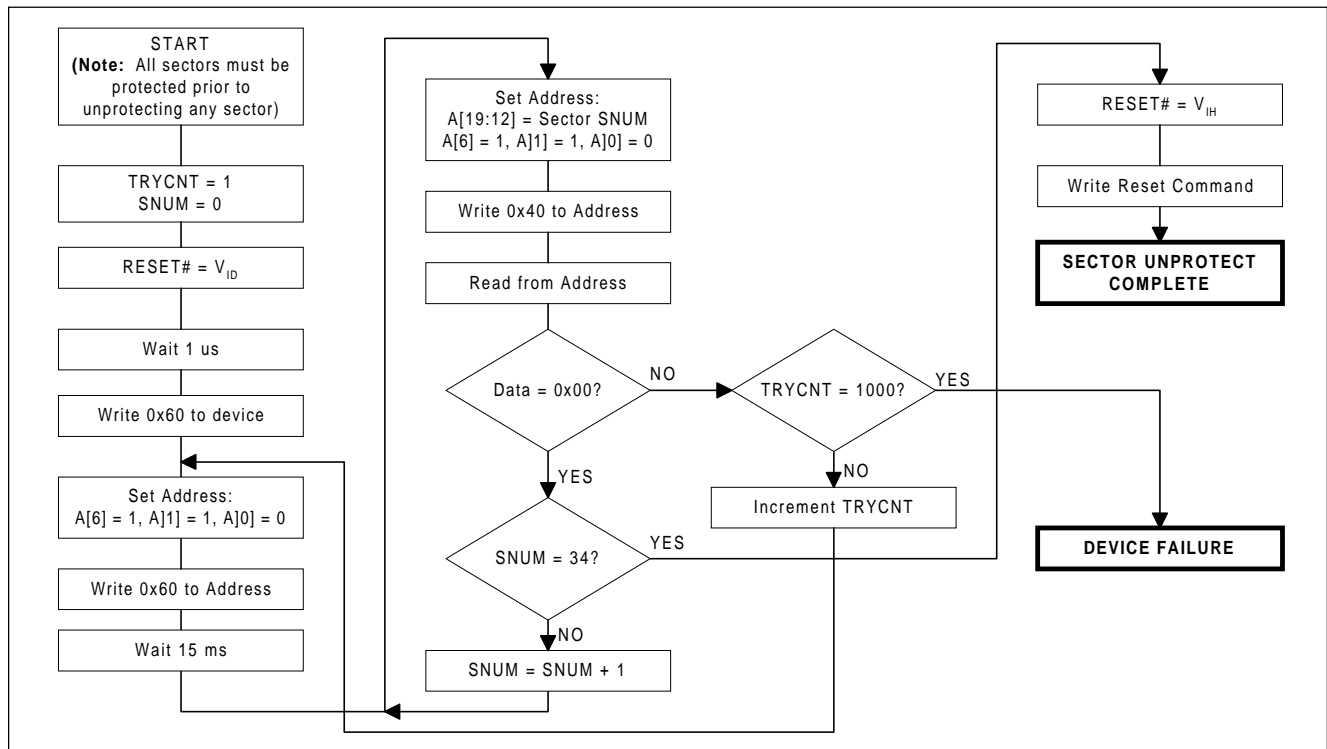 START
(Note: All sectors must be
protected prior to
unprotecting any sector)
TRYCNT = 1
SNUM = 0
RESET# = VID
Wait 1 us
Write 0x60 to device
Set Address:
A[6] = 1, A]1] = 1, A]0] = 0
Write 0x60 to Address
Wait 15 ms
Set Address:
A[19:12] = Sector SNUM
A[6] = 1, A]1] = 1, A]0] = 0
Write 0x40 to Address
Read from Address
Data = 0x00?
NO
YES
SNUM = 34?
YES
NO
SNUM = SNUM + 1
TRYCNT = 1000?
YES
NO
Increment TRYCNT
RESET# = VIH
Write Reset Command
SECTOR UNPROTECT
COMPLETE
DEVICE FAILURE